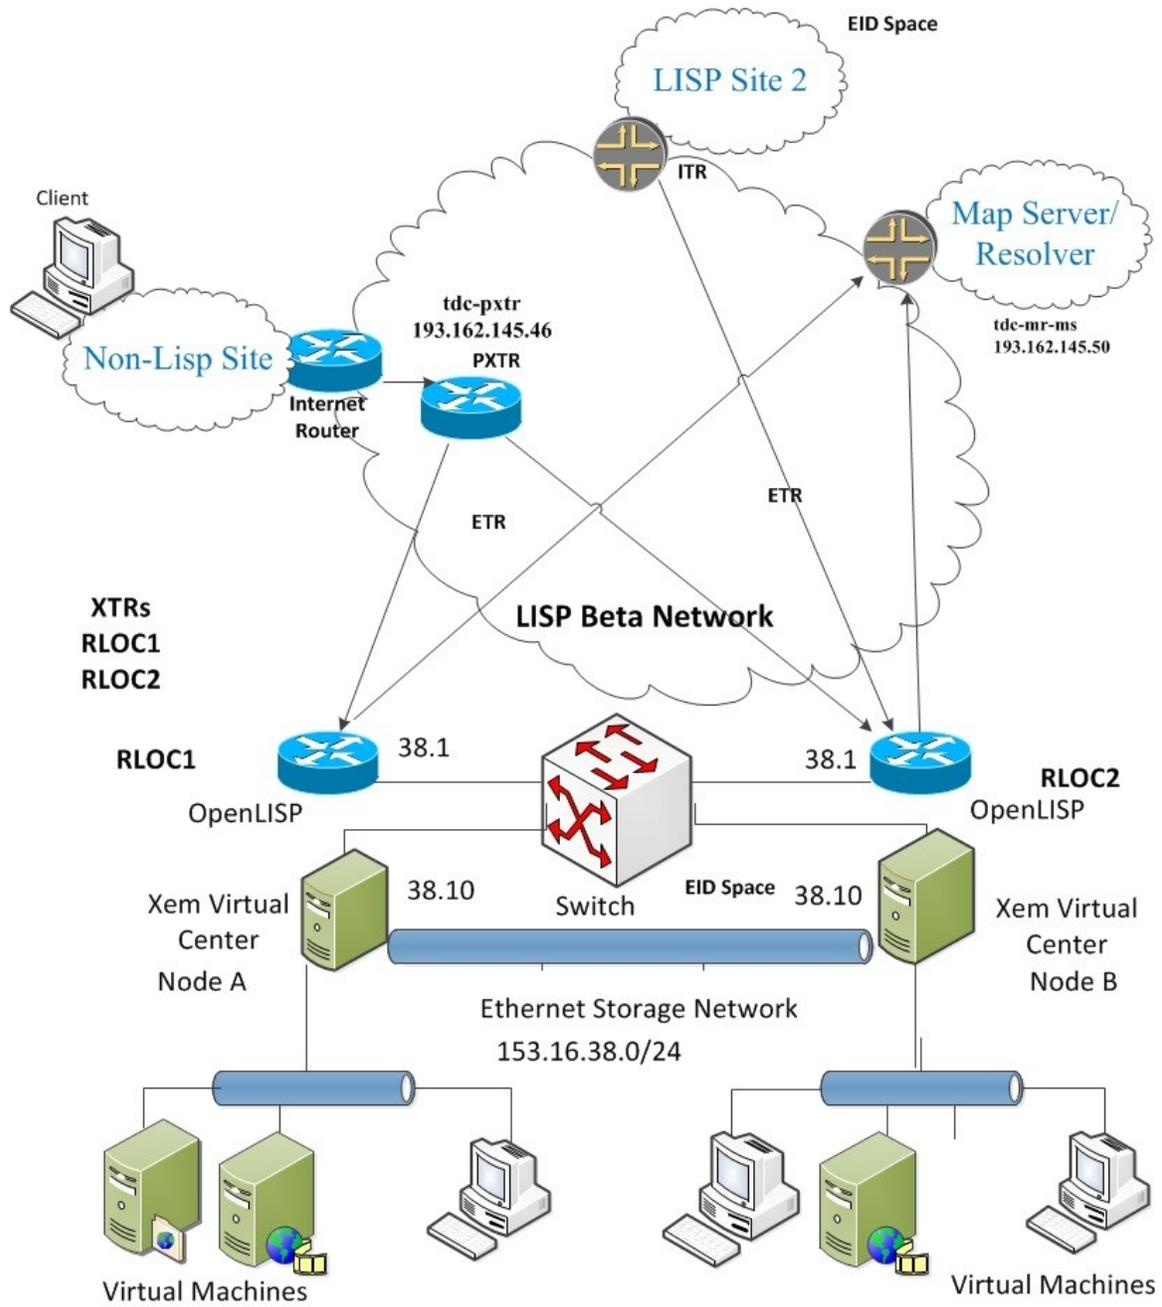 EID Space
LISP Site 2
ITR
Client
Map Server/
Resolver
tdc-pxtr
193.162.145.46
PXTR
tdc-mr-ms
193.162.145.50
Non-Lisp Site
Internet
Router
ETR
ETR
XTRs
RLOC1
RLOC2
LISP Beta Network
RLOC1
38.1
38.1
RLOC2
OpenLISP
OpenLISP
Xem Virtual
Center
Node A
38.10
Switch
EID Space
38.10
Xem Virtual
Center
Node B
Ethernet Storage Network
153.16.38.0/24
Virtual Machines
Virtual Machines